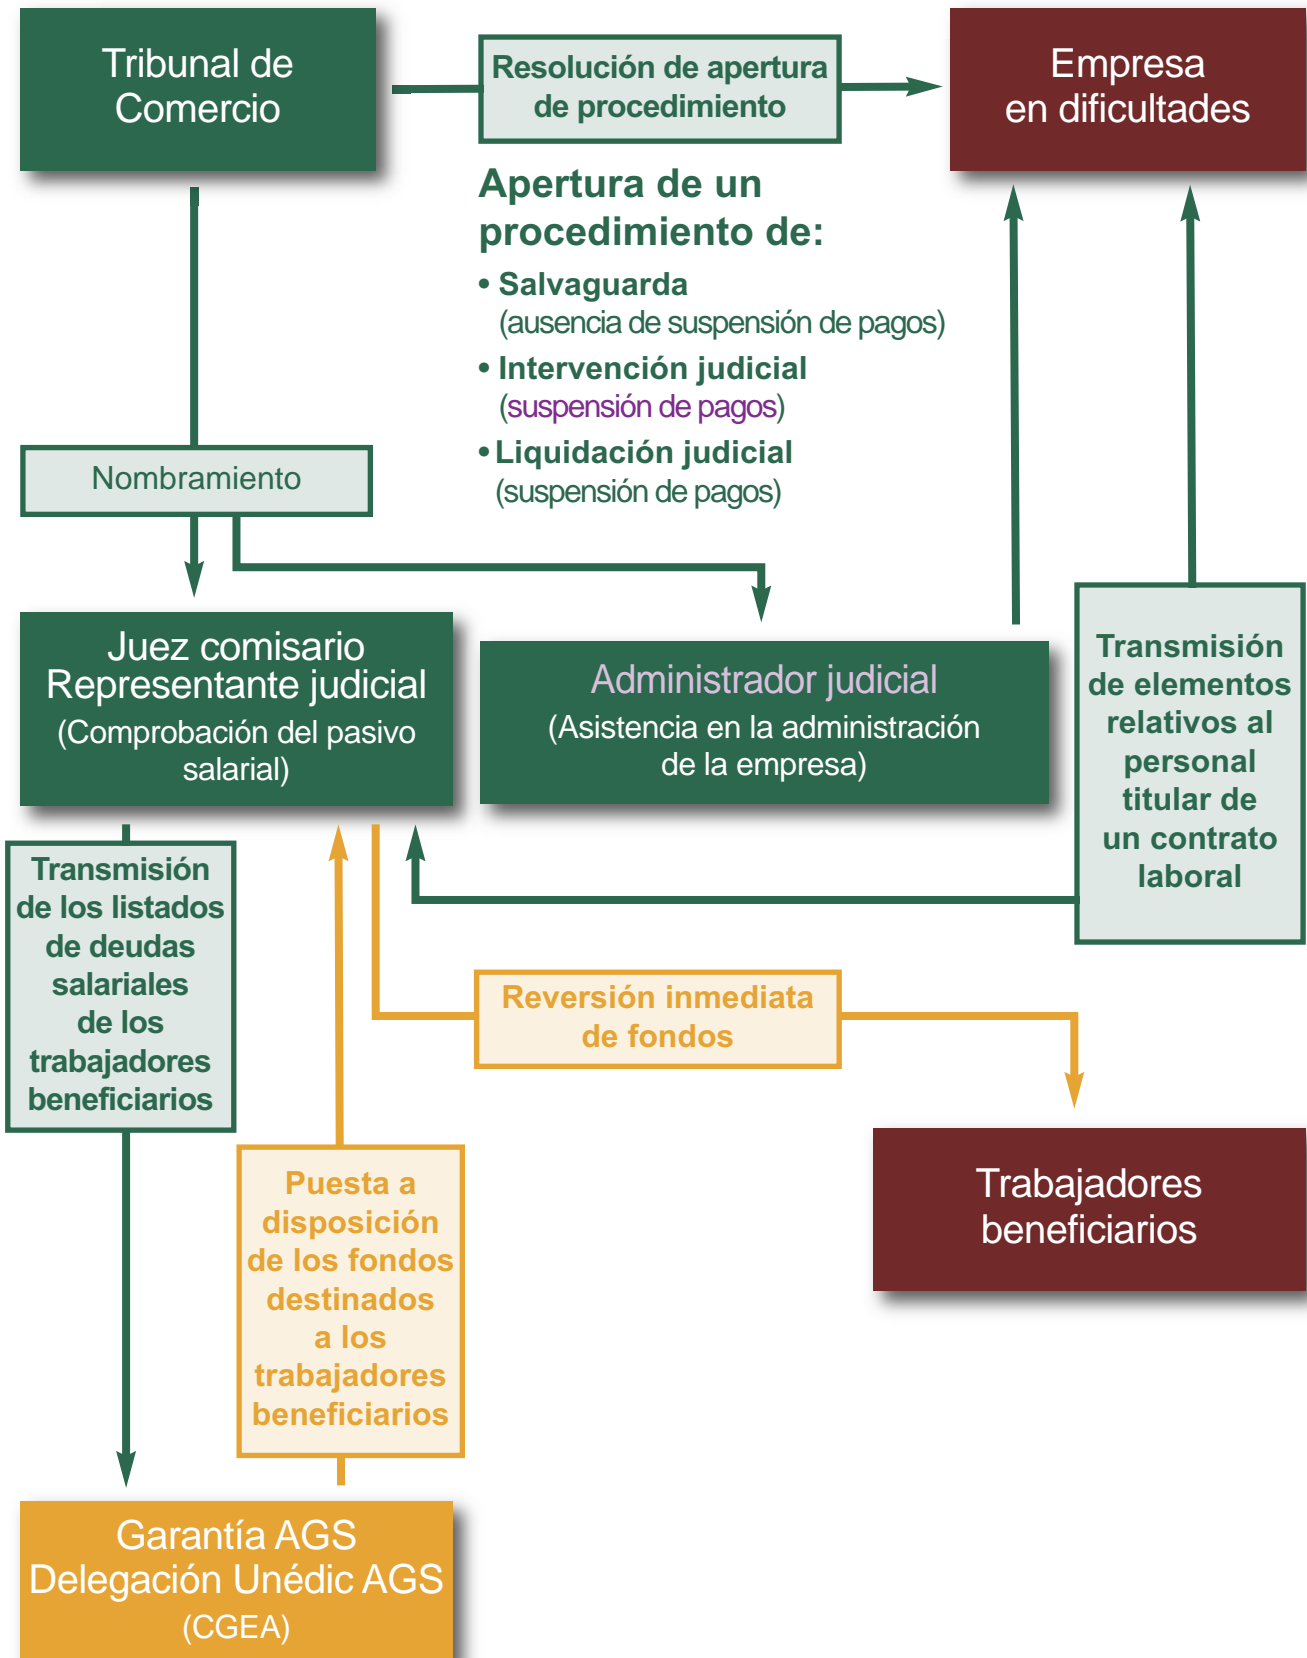 Tribunal de
Comercio
Resolución de apertura
de procedimiento
Empresa
en dificultades
Apertura de un
procedimiento de:
• Salvaguarda
(ausencia de suspensión de pagos)
• Intervención judicial
(suspensión de pagos)
• Liquidación judicial
(suspensión de pagos)
Nombramiento
Juez comisario
Representante judicial
(Comprobación del pasivo
salarial)
Administrador judicial
(Asistencia en la administración
de la empresa)
Transmisión
de elementos
relativos al
personal
titular de
un contrato
laboral
Transmisión
de los listados
de deudas
salariales
de los
trabajadores
beneficiarios
Reversión inmediata
de fondos
Puesta a
disposición
de los fondos
destinados
a los
trabajadores
beneficiarios
Trabajadores
beneficiarios
Garantía AGS
Delegación Unédic AGS
(CGEA)